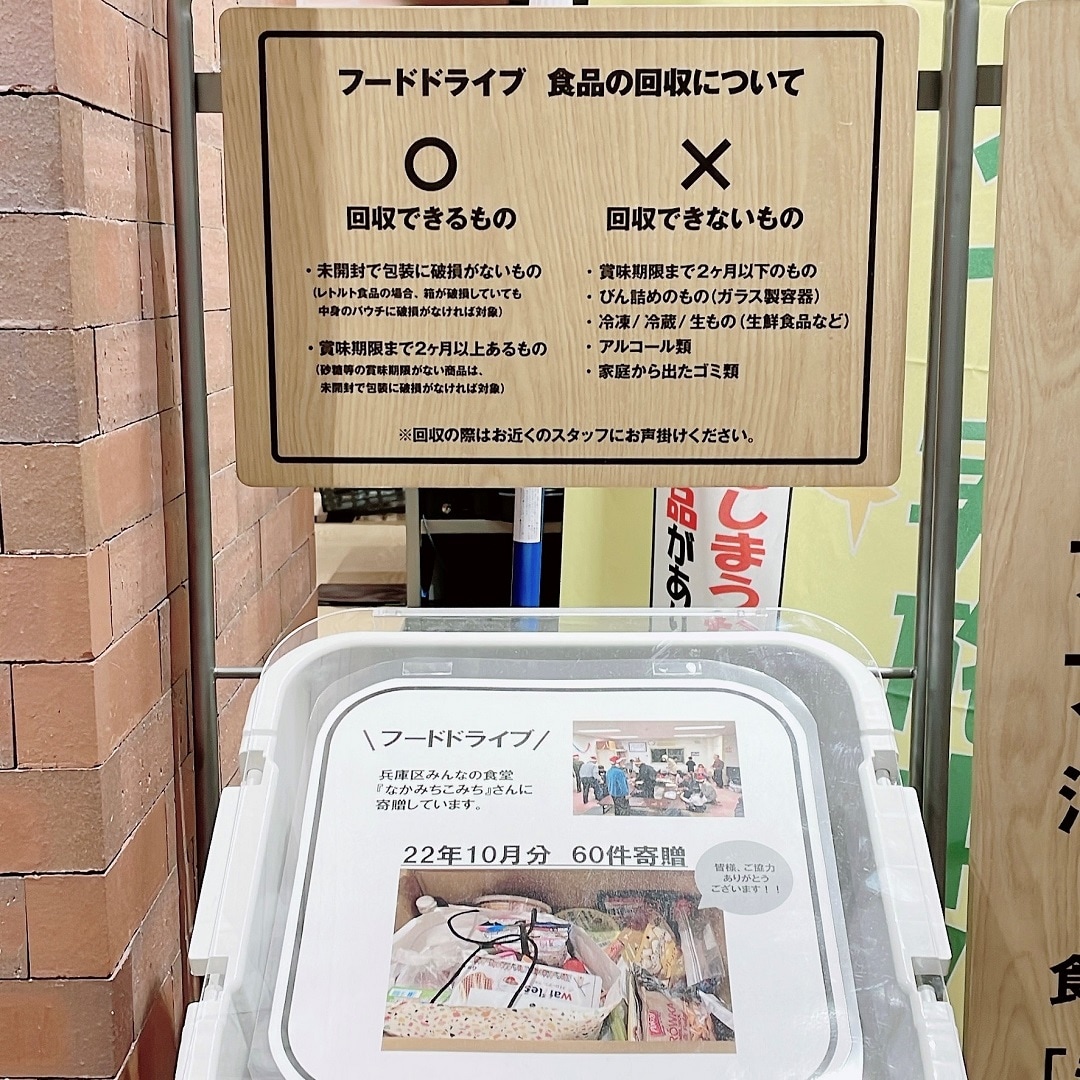 フードドライブ 食品の回収について
○
回収できるもの
・未開封で包装に破損がないもの
(レトルト食品の場合、箱が破損していても
中身のパウチに破損がなければ対象)
・賞味期限まで2ヶ月以上あるもの
(砂糖等の賞味期限がない商品は、
未開封で包装に破損がなければ対象)
×
回収できないもの
・賞味期限まで2ヶ月以下のもの
・びん詰めのもの(ガラス製容器)
・冷凍/冷蔵/生もの(生鮮食品など)
・アルコール類
・家庭から出たゴミ類
※回収の際はお近くのスタッフにお声掛けください。
しまう
品があり
\フードドライブ/
兵庫区みんなの食堂
『なかみちこみち』さんに
寄贈しています。
22年10月分 60件寄贈
皆様、ご協力
ありがとう
ございます!!
食